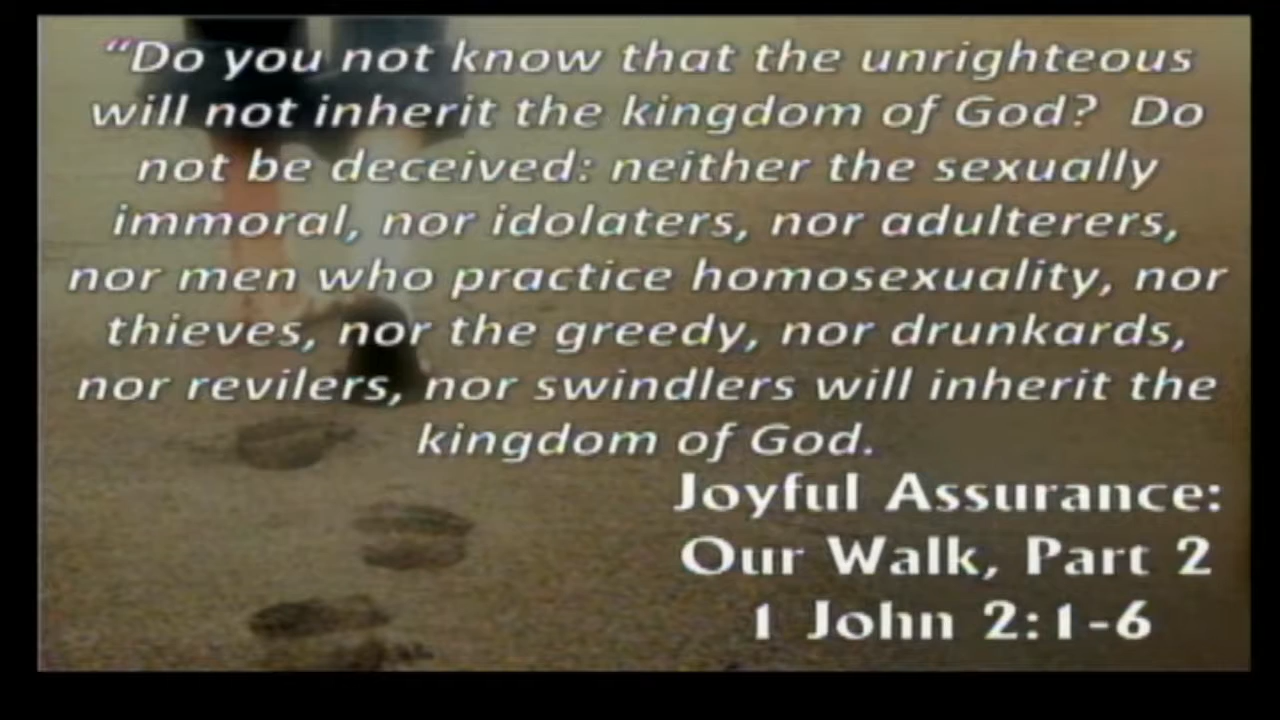 “Do you not know that the unrighteous
will not inherit the kingdom of God? Do
not be deceived: neither the sexually
immoral, nor idolaters, nor adulterers,
nor men who practice homosexuality, nor
thieves, nor the greedy, nor drunkards,
nor revilers, nor swindlers will inherit the
kingdom of God.
Joyful Assurance:
Our Walk, Part 2
1 John 2:1-6